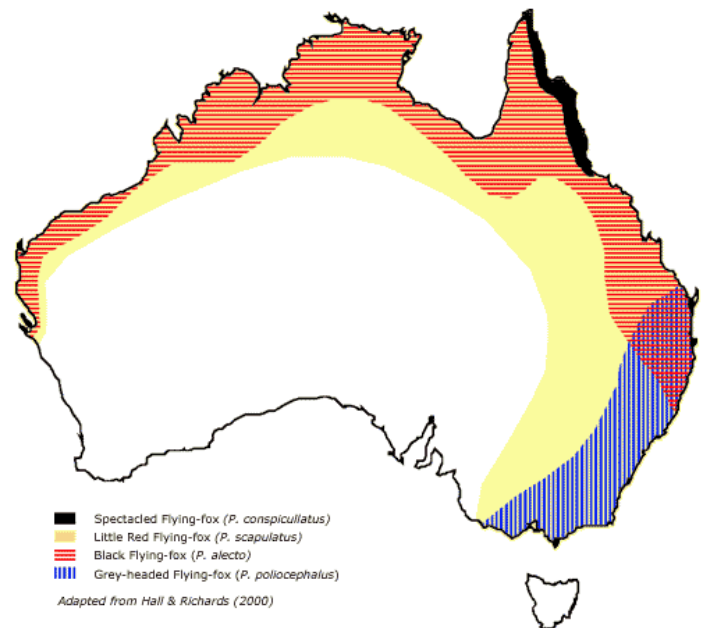 Spectacled Flying-fox (P. conspicullatus)
Little Red Flying-fox (P. scapulatus)
Black Flying-fox (P. alecto)
Grey-headed Flying-fox (P. poliocephalus)
Adapted from Hall & Richards (2000)